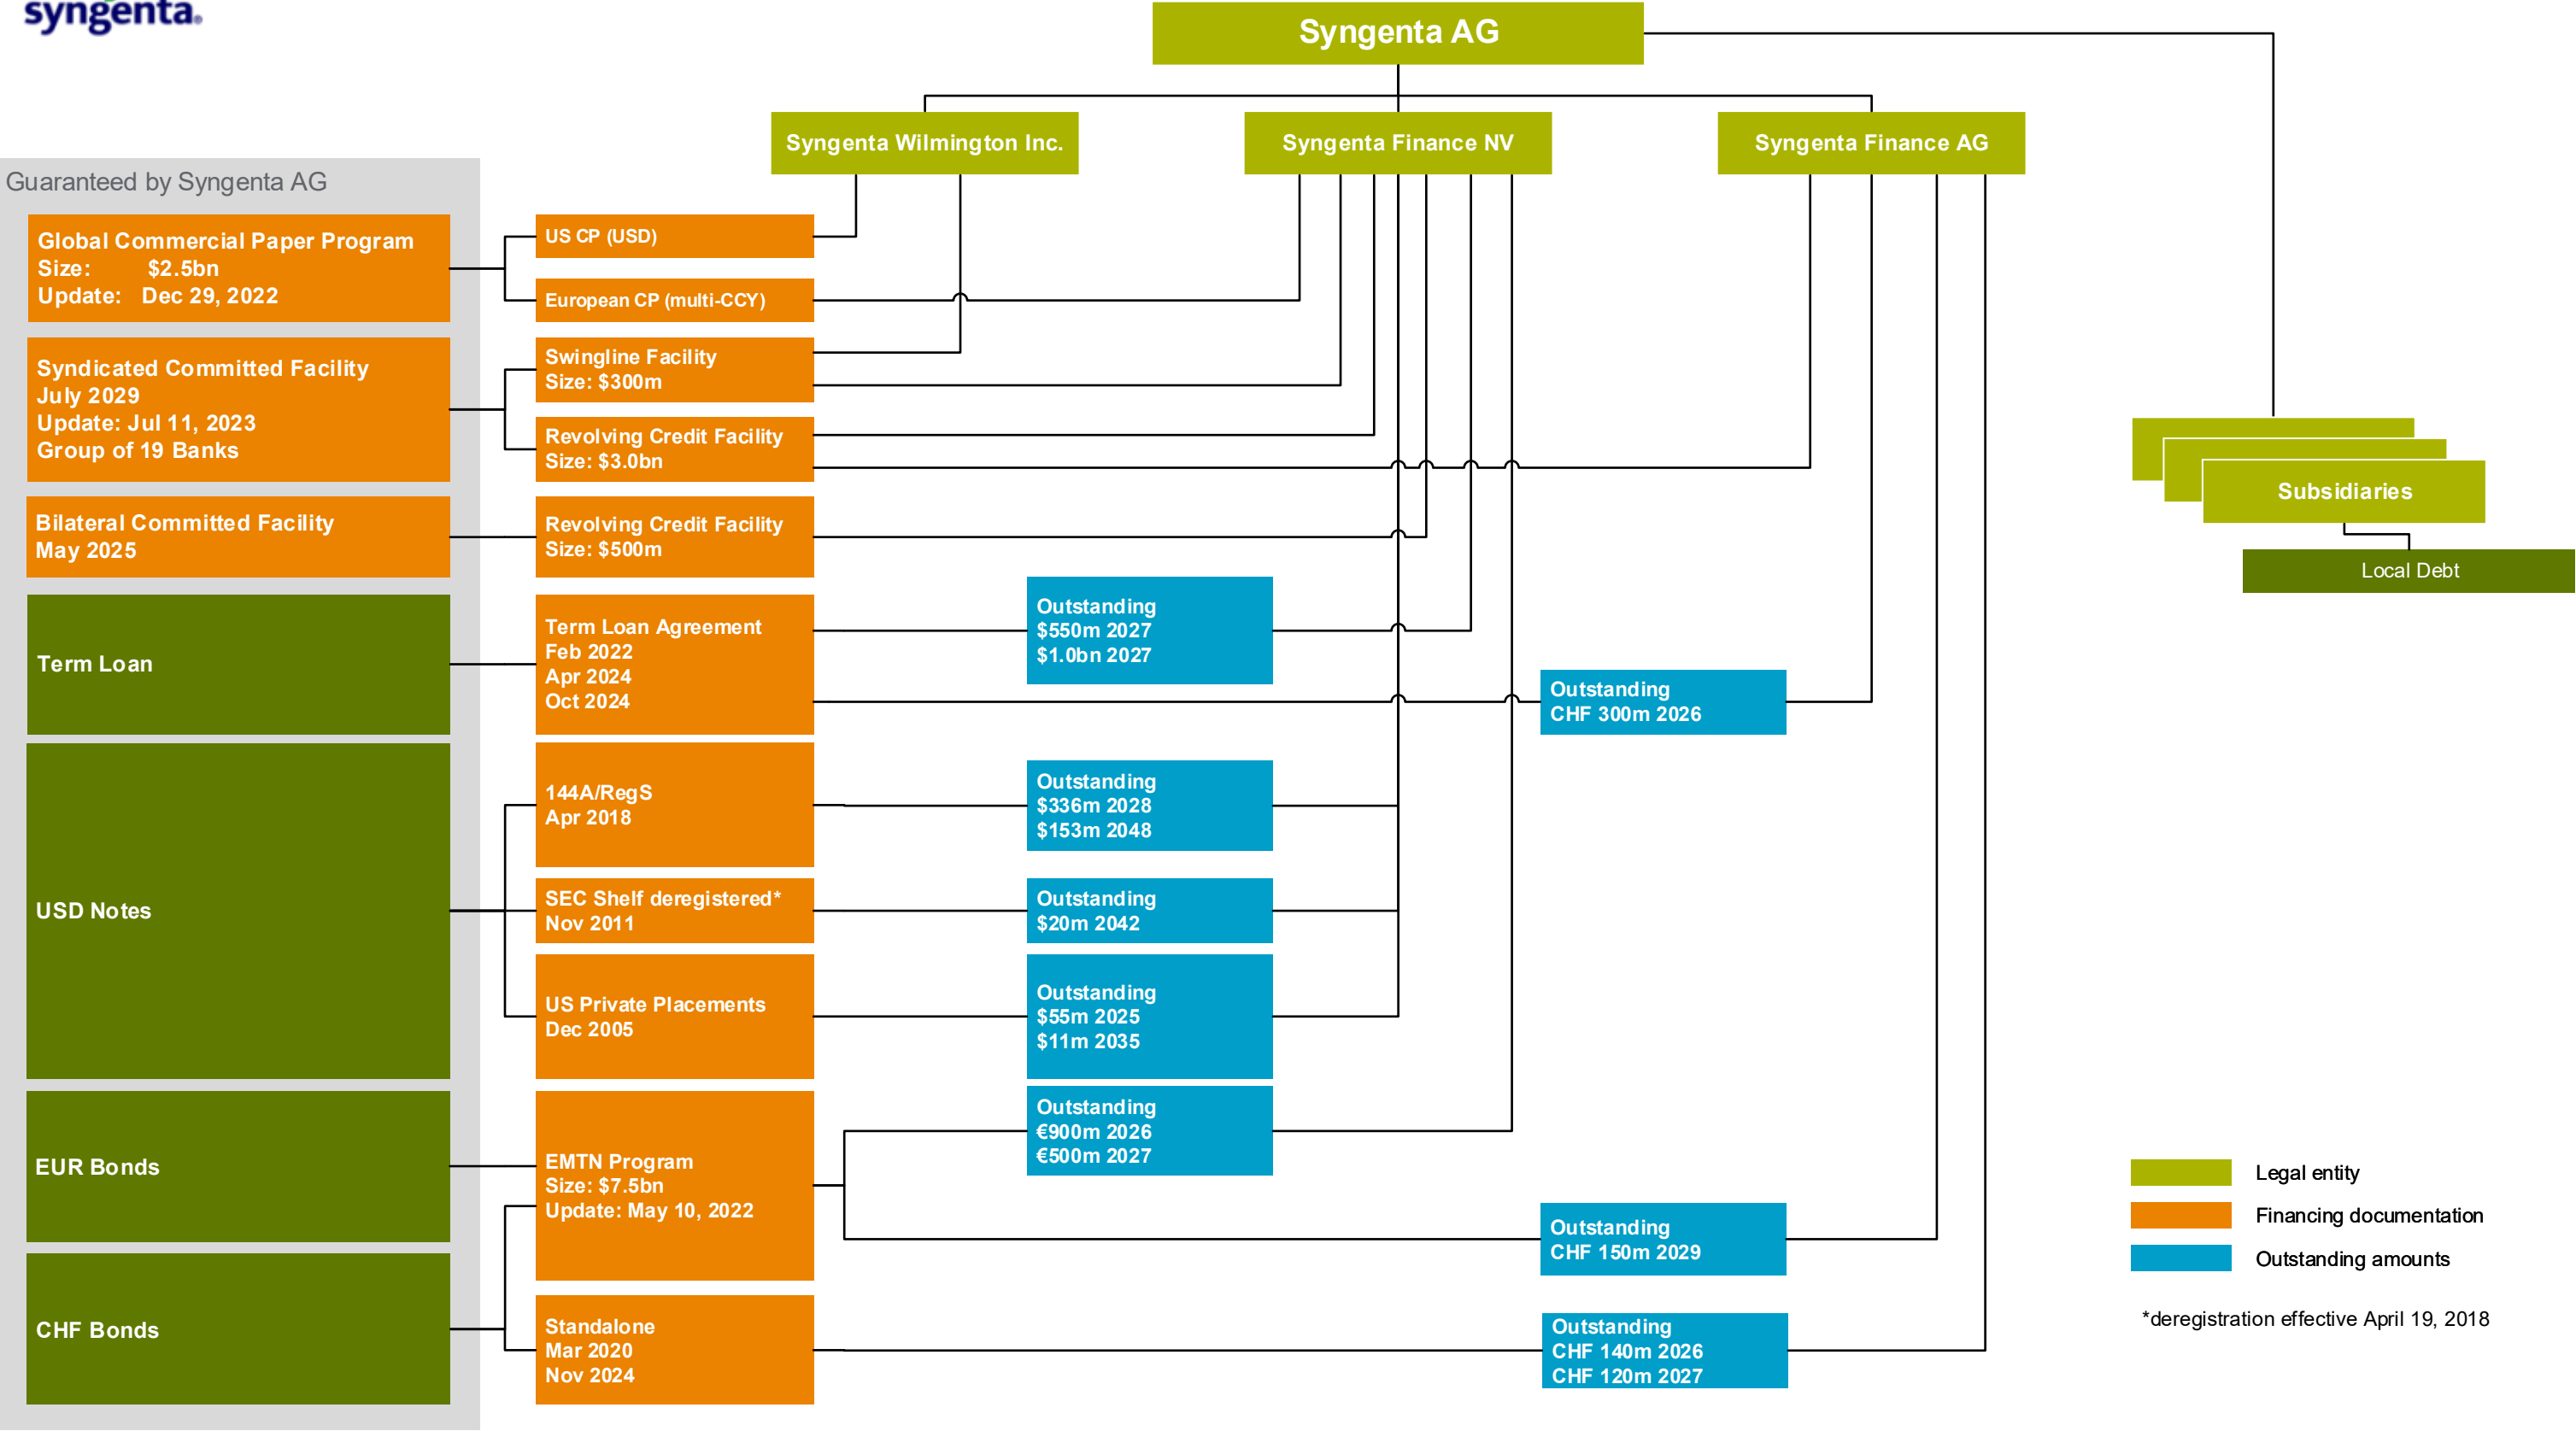 syngenta®
Syngenta AG
Syngenta Wilmington Inc.
Syngenta Finance NV
Syngenta Finance AG
Guaranteed by Syngenta AG
Global Commercial Paper Program
Size: $2.5bn
Update: Dec 29, 2022
US CP (USD)
European CP (multi-CCY)
Syndicated Committed Facility
July 2029
Update: Jul 11, 2023
Group of 19 Banks
Swingline Facility
Size: $300m
Revolving Credit Facility
Size: $3.0bn
Subsidiaries
Local Debt
Bilateral Committed Facility
May 2025
Revolving Credit Facility
Size: $500m
Term Loan
Term Loan Agreement
Feb 2022
Apr 2024
Oct 2024
Outstanding
$550m 2027
$1.0bn 2027
Outstanding
CHF 300m 2026
USD Notes
144A/RegS
Apr 2018
Outstanding
$336m 2028
$153m 2048
SEC Shelf deregistered*
Nov 2011
Outstanding
$20m 2042
US Private Placements
Dec 2005
Outstanding
$55m 2025
$11m 2035
EUR Bonds
EMTN Program
Size: $7.5bn
Update: May 10, 2022
Outstanding
€900m 2026
€500m 2027
Outstanding
CHF 150m 2029
CHF Bonds
Standalone
Mar 2020
Nov 2024
Outstanding
CHF 140m 2026
CHF 120m 2027
Legal entity
Financing documentation
Outstanding amounts
*deregistration effective April 19, 2018